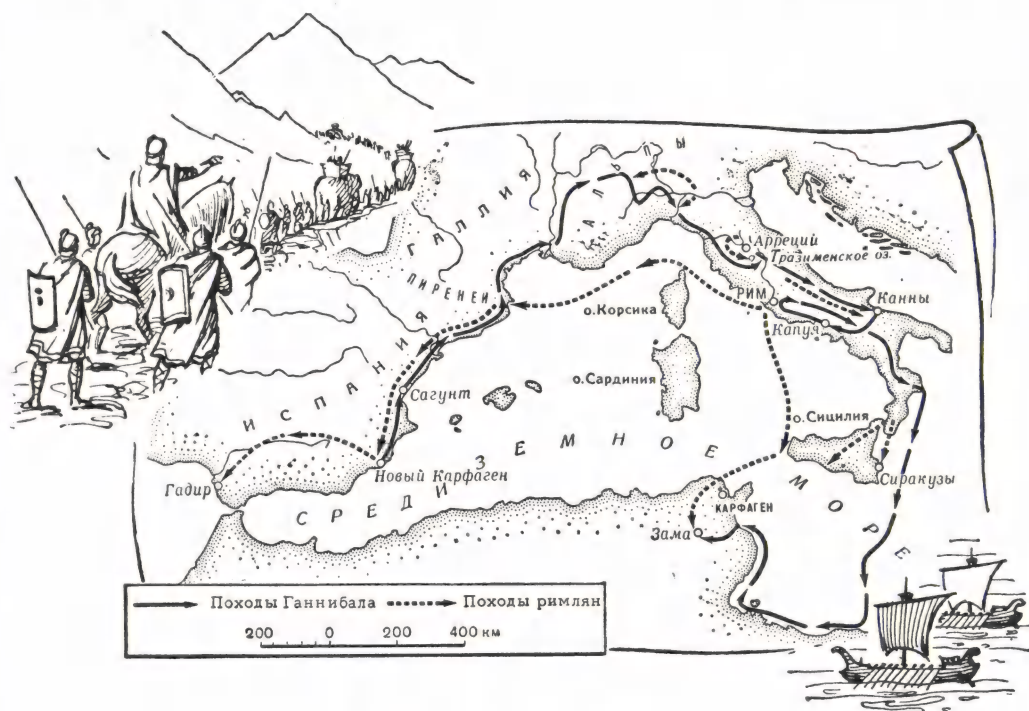 АЛЬПЫ
ГАЛЛИЯ
ПИРЕНЕИ
ИСПАНИЯ
Арреций
Тразименское оз.
РИМ
Канны
Капуя
о.Корсика
о.Сардиния
Сагунт
о.Сицилия
Новый Карфаген
Гадир
Сиракузы
СРЕДИЗЕМНОЕ МОРЕ
КАРФАГЕН
Зама
Походы Ганнибала
Походы римлян
200 0 200 400 км